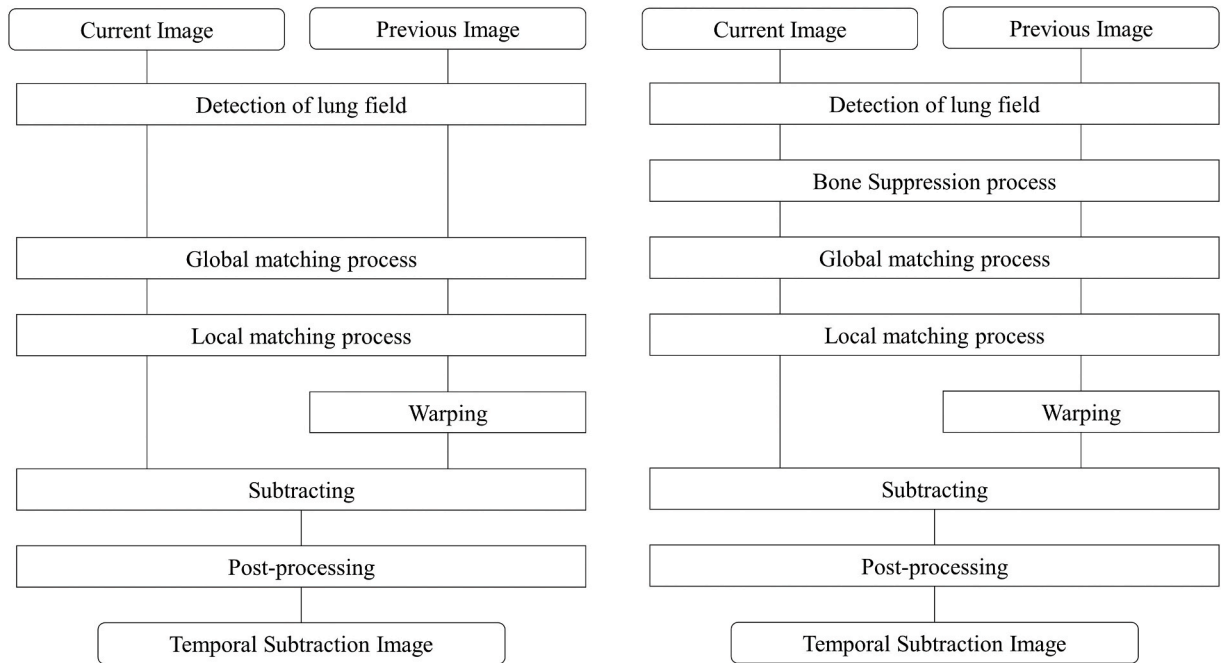 Current Image
Previous Image
Detection of lung field
Global matching process
Local matching process
Warping
Subtracting
Post-processing
Temporal Subtraction Image
Current Image
Previous Image
Detection of lung field
Bone Suppression process
Global matching process
Local matching process
Warping
Subtracting
Post-processing
Temporal Subtraction Image